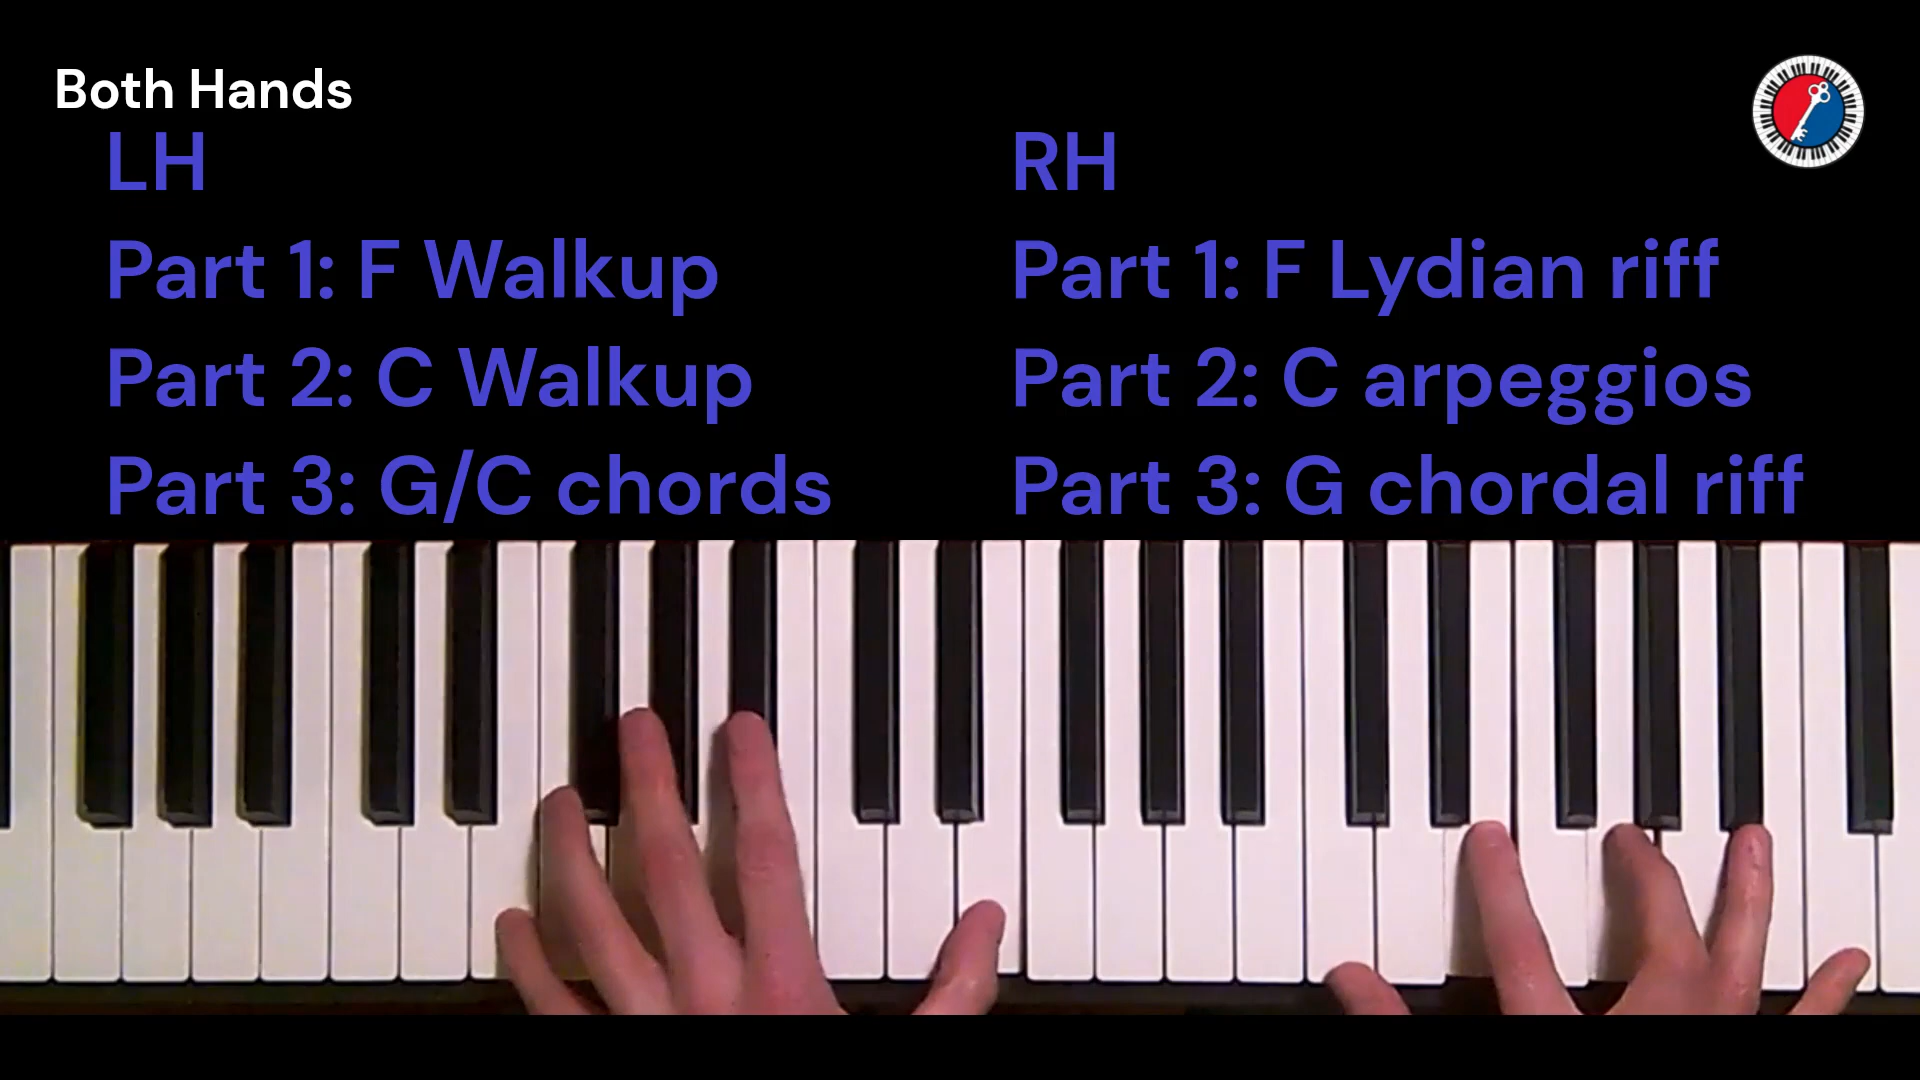 Both Hands
LH
Part 1: F Walkup
Part 2: C Walkup
Part 3: G/C chords
RH
Part 1: F Lydian riff
Part 2: C arpeggios
Part 3: G chordal riff